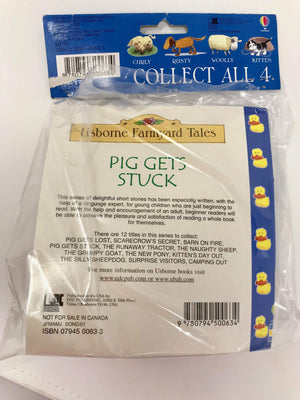 CURLY
RUSTY
WOOLLY
KITTEN
COLLECT ALL 4
Usborne Farmyard Tales
PIG GETS
STUCK
This series of delightful short stories has been especially written, with the
help of a language expert, for young children who are just beginning to
read. With the help and encouragement of an adult, beginner readers will
be able to achieve the pleasure and satisfaction of reading a whole book
for themselves.
There are 12 titles in this series to collect:
PIG GETS LOST, SCARECROW'S SECRET, BARN ON FIRE,
PIG GETS STUCK, THE RUNAWAY TRACTOR, THE NAUGHTY SHEEP,
THE GRUMPY GOAT, THE NEW PONY, KITTEN'S DAY OUT,
THE SILLY SHEEPDOG, SURPRISE VISITORS, CAMPING OUT
For more information on Usborne books visit
www.edcpub.com or www.ubah.com
NOT FOR SALE IN CANADA
ISBN 07945 0063 3
9 780794 500634